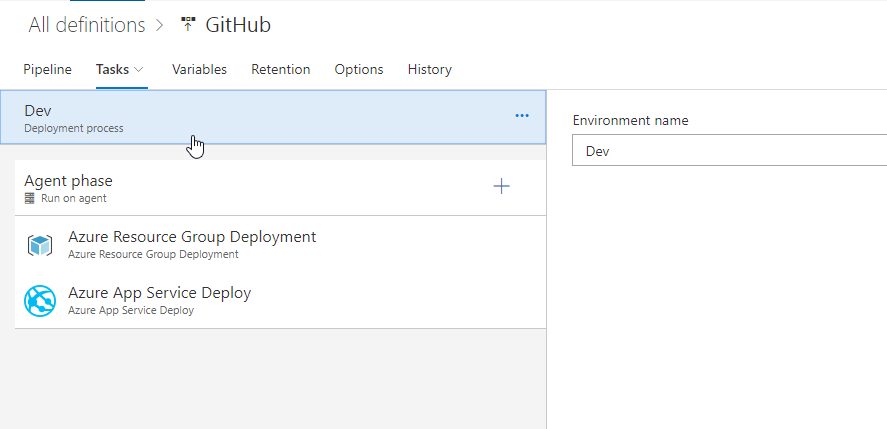 All definitions > GitHub
Pipeline Tasks Variables Retention Options History
Dev
Deployment process
...
Agent phase
Run on agent
Azure Resource Group Deployment
Azure Resource Group Deployment
Azure App Service Deploy
Azure App Service Deploy
Environment name
Dev